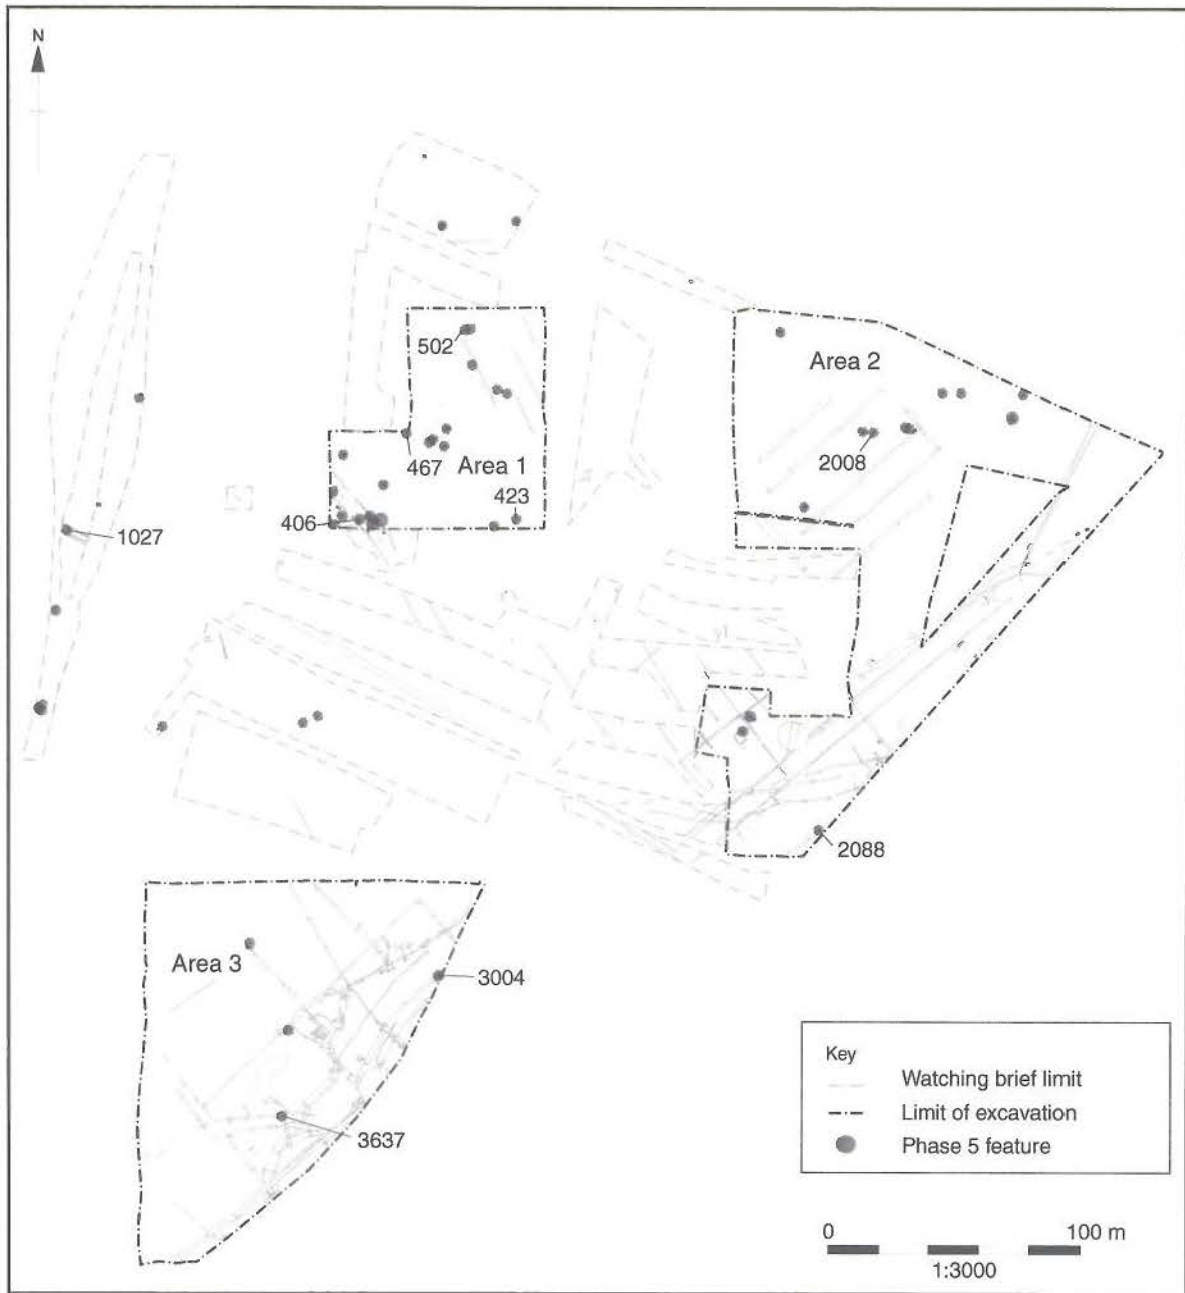 N
502
Area 2
467
Area 1
2008
423
406
1027
2088
Area 3
3004
3637
Key
Watching brief limit
Limit of excavation
Phase 5 feature
0 100 m
1:3000